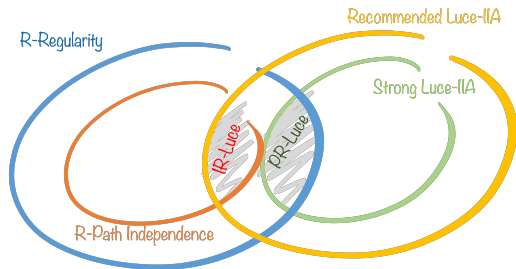 Recommended Luce-IIA
R-Regularity
Strong Luce-IIA
IR-Luce
PR-Luce
R-Path Independence